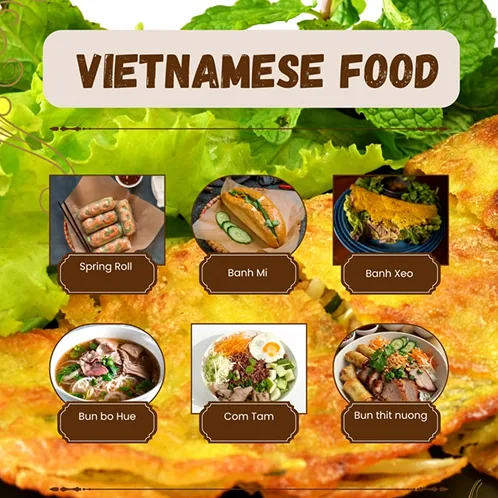 VIETNAMESE FOOD
Spring Roll
Banh Mi
Banh Xeo
Bun bo Hue
Com Tam
Bun thit nuong